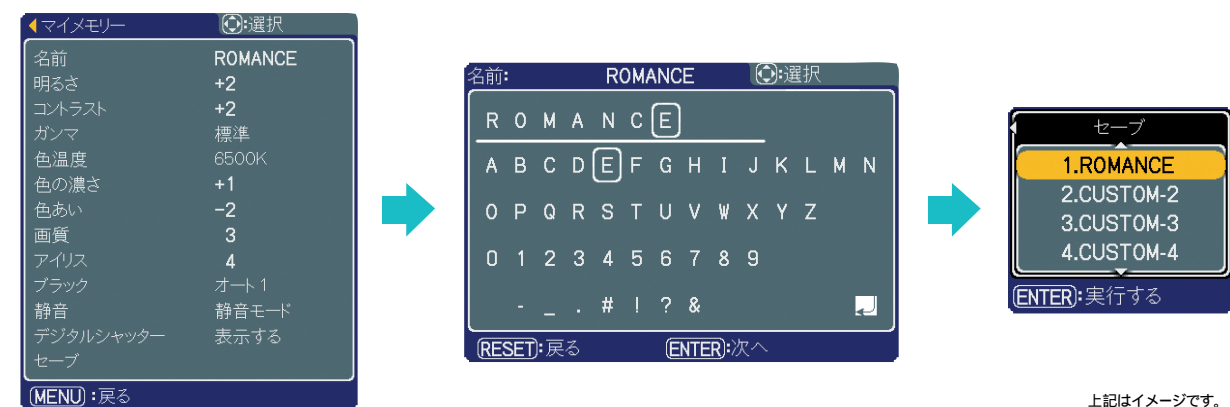 マイメモリー :選択
名前 ROMANCE
明るさ +2
コントラスト +2
ガンマ 標準
色温度 6500K
色の濃さ +1
色あい −2
画質 3
アイリス 4
ブラック オート1
静音 静音モード
デジタルシャッター 表示する
セーブ
MENU:戻る
名前: ROMANCE :選択
R O M A N C E
A B C D E F G H I J K L M N
O P Q R S T U V W X Y Z
0 1 2 3 4 5 6 7 8 9
- _ . # ! ? &
RESET:戻る ENTER:次へ
セーブ
1.ROMANCE
2.CUSTOM-2
3.CUSTOM-3
4.CUSTOM-4
ENTER:実行する
上記はイメージです。